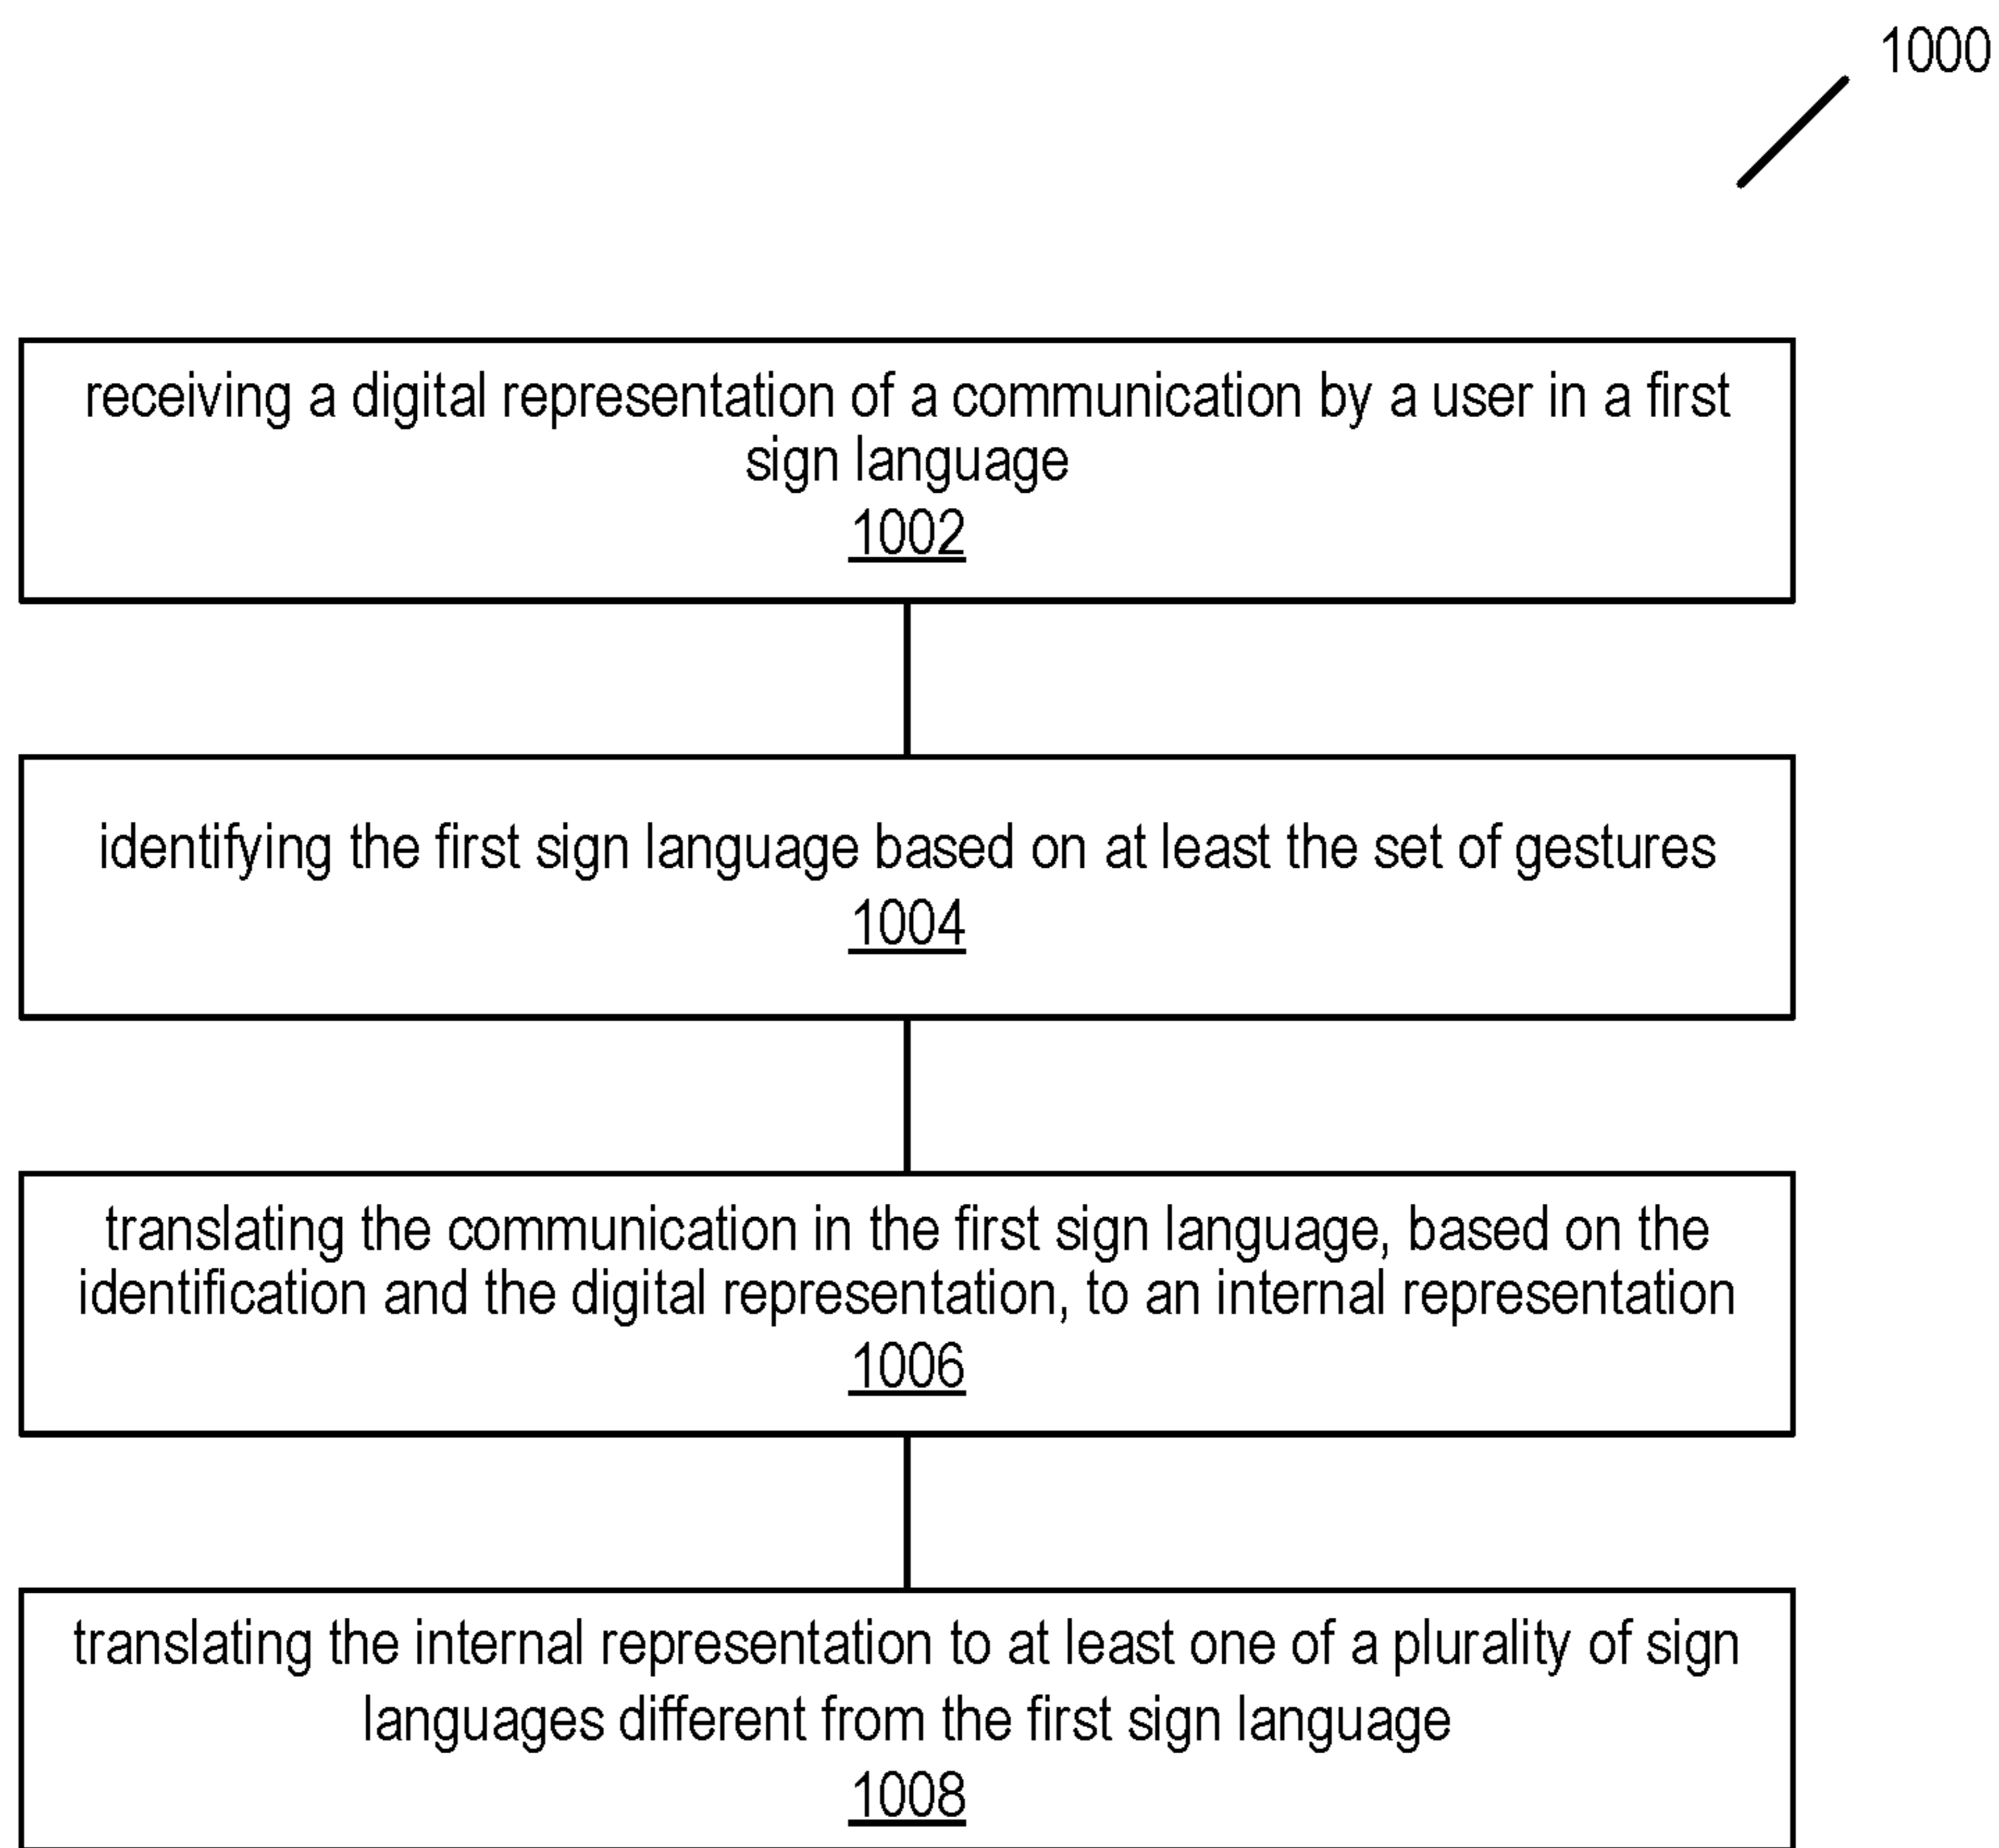 1000
receiving a digital representation of a communication by a user in a first
sign language
1002
identifying the first sign language based on at least the set of gestures
1004
translating the communication in the first sign language, based on the
identification and the digital representation, to an internal representation
1006
translating the internal representation to at least one of a plurality of sign
languages different from the first sign language
1008